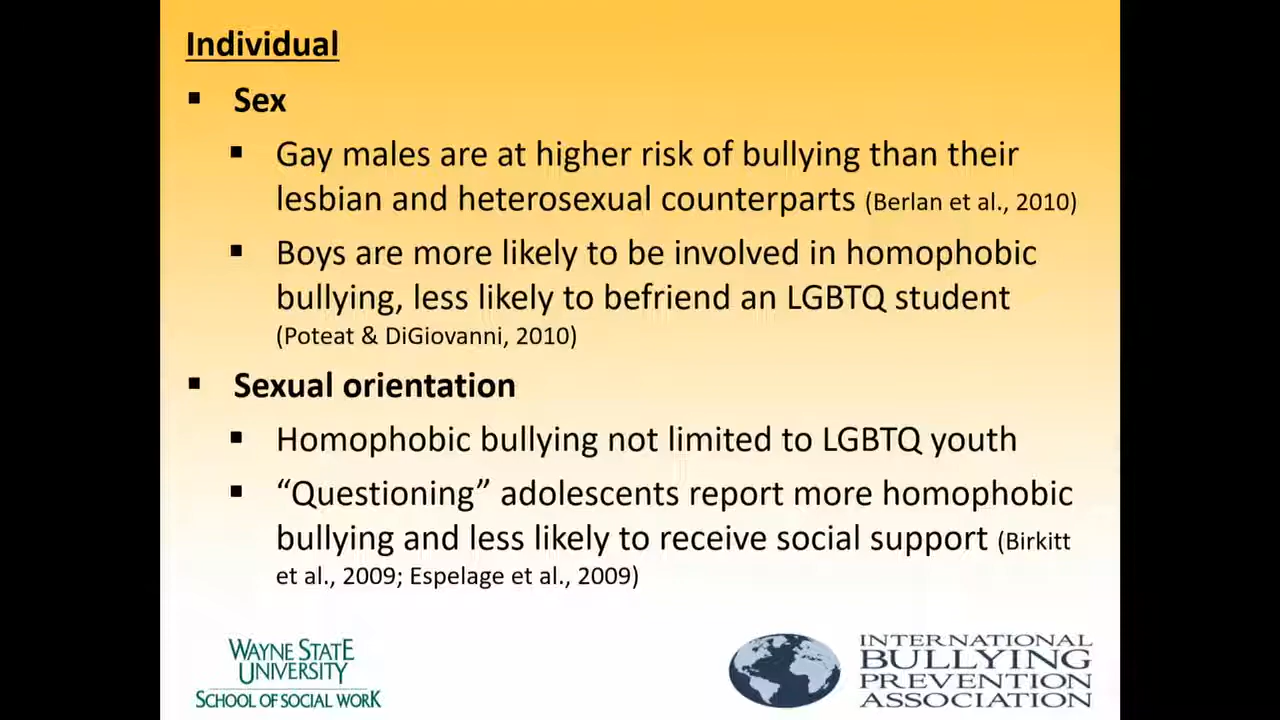 Individual
▪ Sex
▪ Gay males are at higher risk of bullying than their
lesbian and heterosexual counterparts (Berlan et al., 2010)
▪ Boys are more likely to be involved in homophobic
bullying, less likely to befriend an LGBTQ student
(Poteat & DiGiovanni, 2010)
▪ Sexual orientation
▪ Homophobic bullying not limited to LGBTQ youth
▪ “Questioning” adolescents report more homophobic
bullying and less likely to receive social support (Birkitt
et al., 2009; Espelage et al., 2009)
WAYNE STATE
UNIVERSITY
SCHOOL OF SOCIAL WORK
INTERNATIONAL
BULLYING
PREVENTION
ASSOCIATION